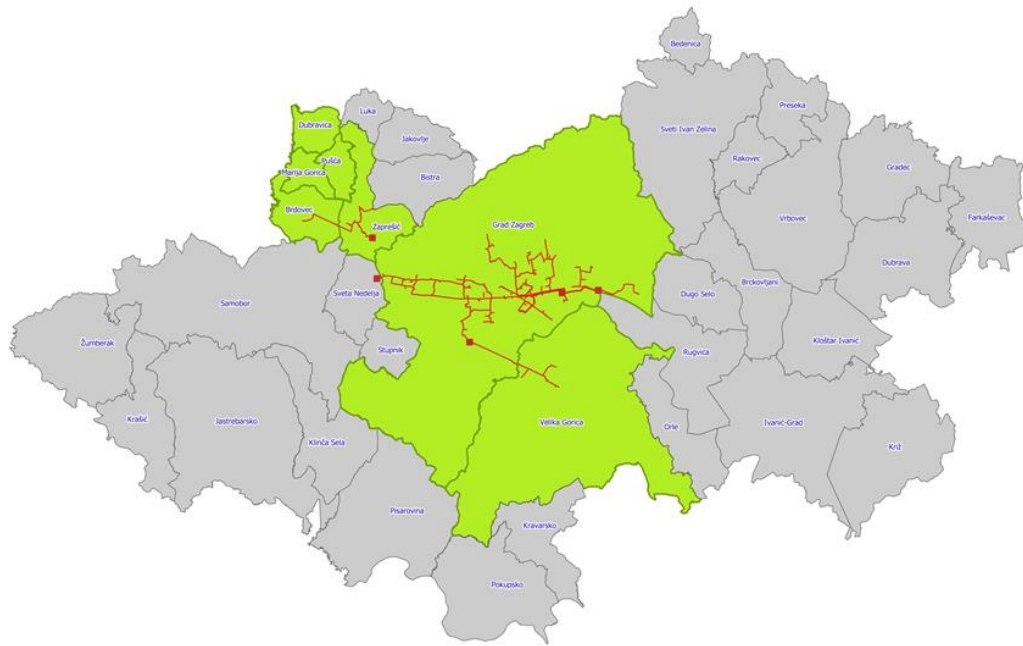 Bedenica
Preseka
Luka
Dubravica
Sveti Ivan Zelina
Jakovlje
Pušća
Rakovec
Gradec
Marija Gorica
Bistra
Vrbovec
Brdovec
Farkaševac
Zaprešić
Grad Zagreb
Dubrava
Brckovljani
Sveta Nedelja
Dugo Selo
Samobor
Kloštar Ivanić
Žumberak
Stupnik
Rugvica
Krašić
Jastrebarsko
Velika Gorica
Ivanić-Grad
Orle
Klinča Sela
Križ
Pisarovina
Kravarsko
Pokupsko